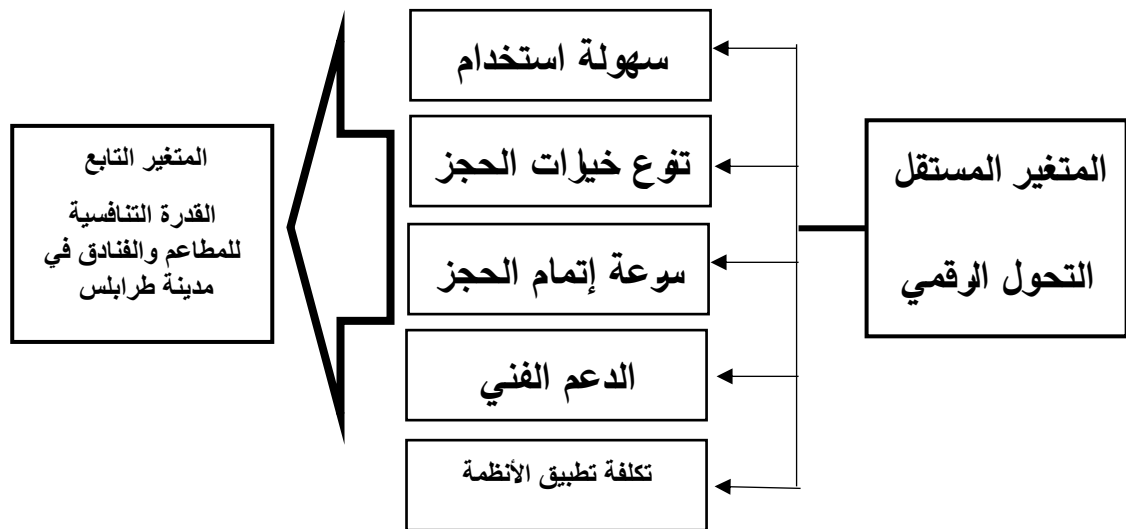 المتغير المستقل
التحول الرقمي
سهولة استخدام
تنوع خيارات الحجز
سرعة إتمام الحجز
الدعم الفني
تكلفة تطبيق الأنظمة
المتغير التابع
القدرة التنافسية
للمطاعم والفنادق في
مدينة طرابلس